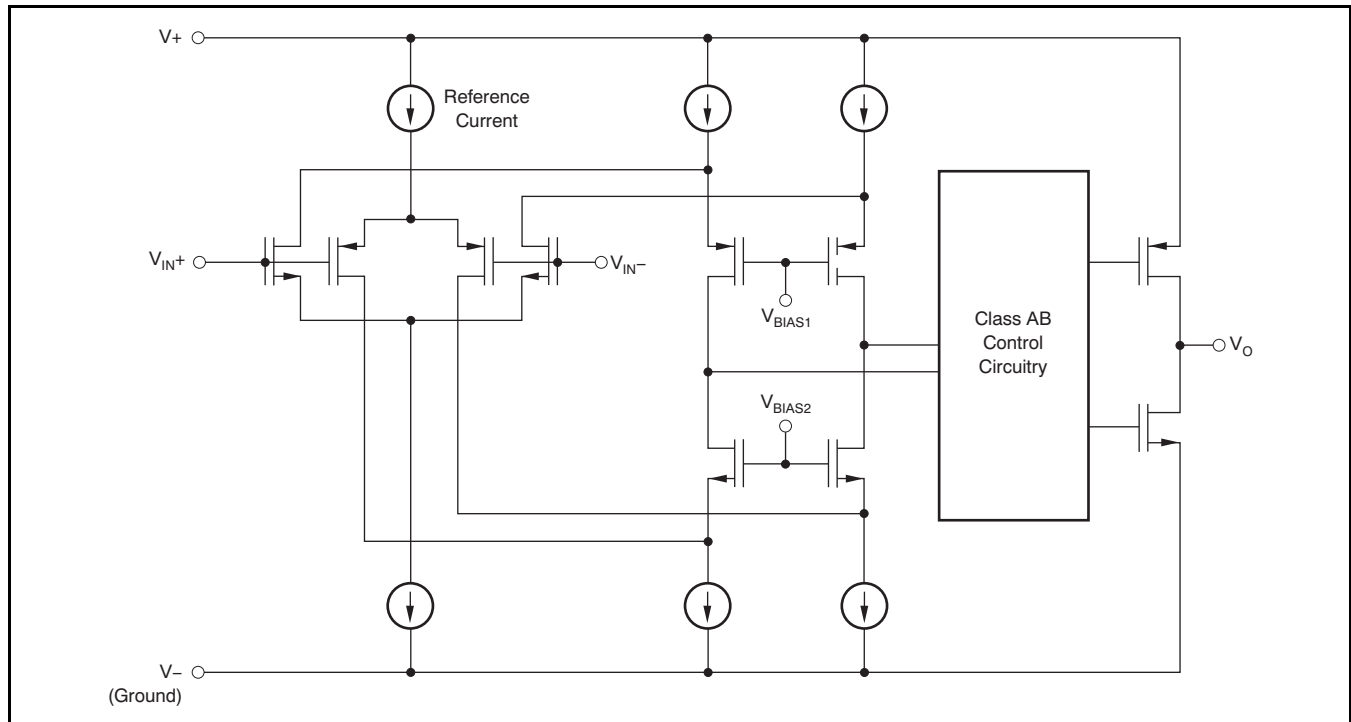 V+
Reference
Current
VIN+
VIN−
VBIAS1
Class AB
Control
Circuitry
VO
VBIAS2
V−
(Ground)